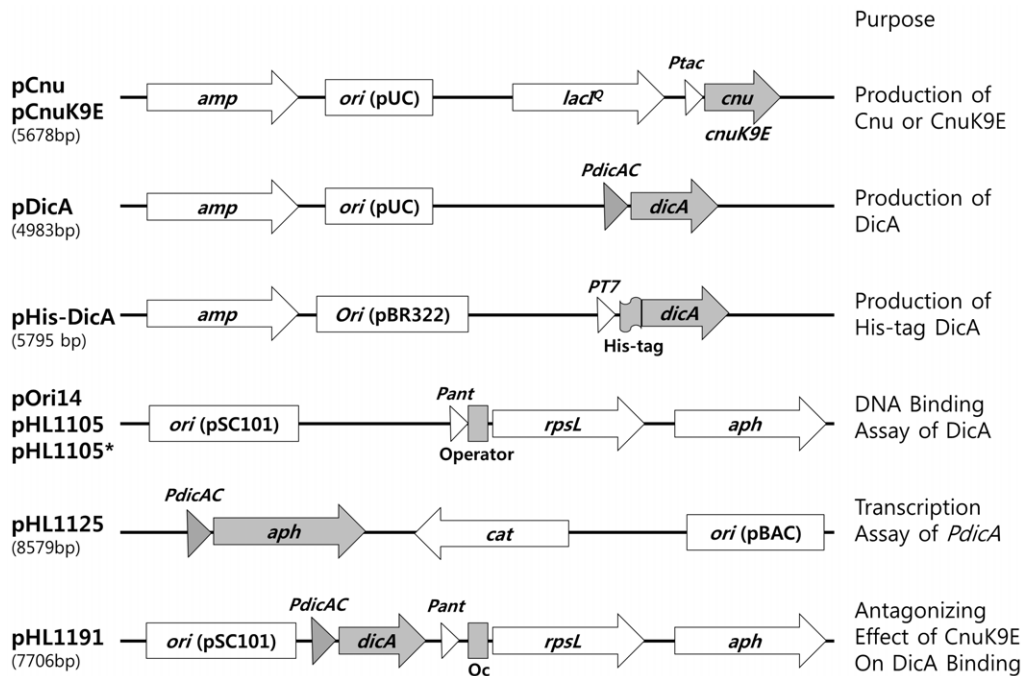 Purpose
pCnu
pCnuK9E
(5678bp)
amp
ori (pUC)
lacIQ
Ptac
cnu
cnuK9E
Production of
Cnu or CnuK9E
pDicA
(4983bp)
amp
ori (pUC)
PdicAC
dicA
Production of
DicA
pHis-DicA
(5795 bp)
amp
Ori (pBR322)
PT7
His-tag
dicA
Production of
His-tag DicA
pOri14
pHL1105
pHL1105*
ori (pSC101)
Pant
Operator
rpsL
aph
DNA Binding
Assay of DicA
pHL1125
(8579bp)
PdicAC
aph
cat
ori (pBAC)
Transcription
Assay of PdicA
pHL1191
(7706bp)
ori (pSC101)
PdicAC
dicA
Pant
Oc
rpsL
aph
Antagonizing
Effect of CnuK9E
On DicA Binding